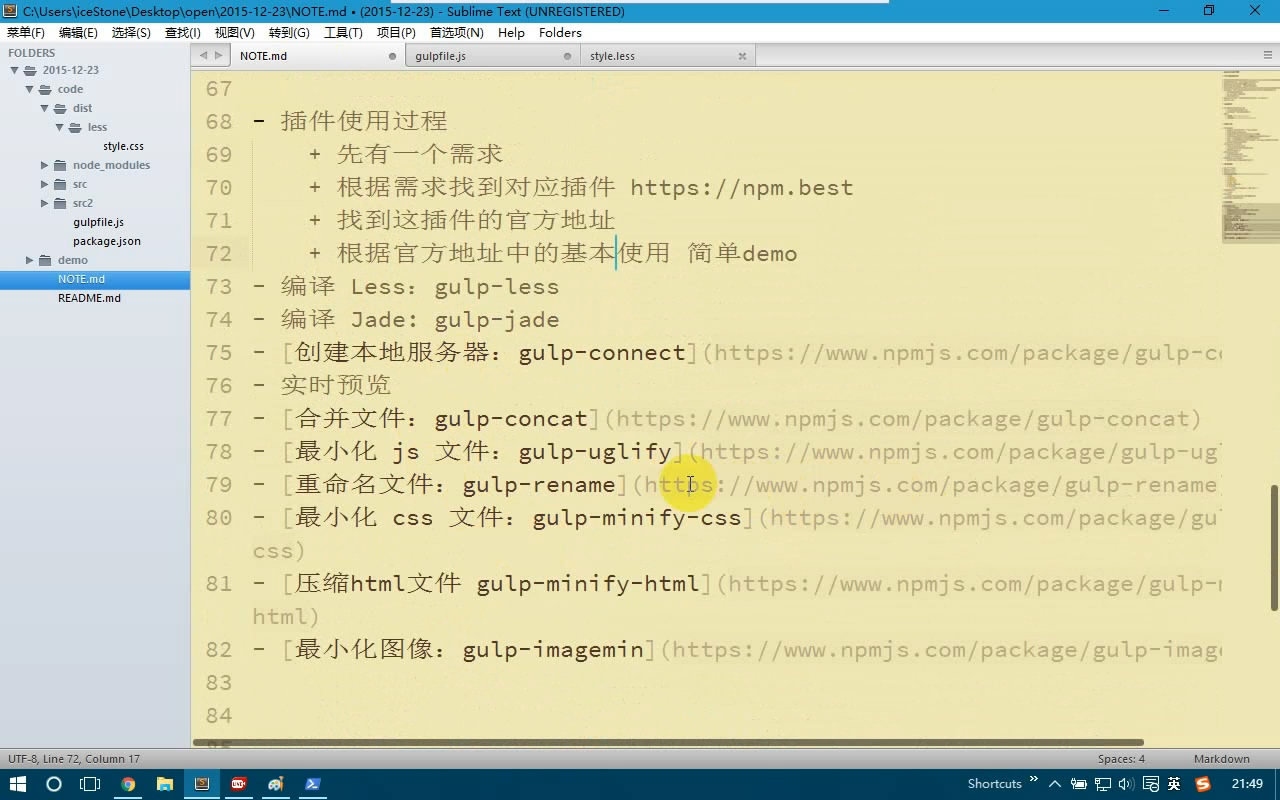 C:\Users\iceStone\Desktop\open\2015-12-23\NOTE.md • (2015-12-23) - Sublime Text (UNREGISTERED)
菜单(F) 编辑(E) 选择(S) 查找(I) 视图(V) 转到(G) 工具(T) 项目(P) 首选项(N) Help Folders
FOLDERS
2015-12-23
code
dist
less
style.css
node_modules
src
src2
gulpfile.js
package.json
demo
NOTE.md
README.md
NOTE.md gulpfile.js style.less
67
68 - 插件使用过程
69 + 先有一个需求
70 + 根据需求找到对应插件 https://npm.best
71 + 找到这插件的官方地址
72 + 根据官方地址中的基本使用 简单demo
73 - 编译 Less: gulp-less
74 - 编译 Jade: gulp-jade
75 - [创建本地服务器: gulp-connect](https://www.npmjs.com/package/gulp-co
76 - 实时预览
77 - [合并文件: gulp-concat](https://www.npmjs.com/package/gulp-concat)
78 - [最小化 js 文件: gulp-uglify](https://www.npmjs.com/package/gulp-ugl
79 - [重命名文件: gulp-rename](https://www.npmjs.com/package/gulp-rename
80 - [最小化 css 文件: gulp-minify-css](https://www.npmjs.com/package/gu
css)
81 - [压缩html文件 gulp-minify-html](https://www.npmjs.com/package/gulp-m
html)
82 - [最小化图像: gulp-imagemin](https://www.npmjs.com/package/gulp-image
83
84
UTF-8, Line 72, Column 17 Spaces: 4 Markdown
Shortcuts 英 21:49